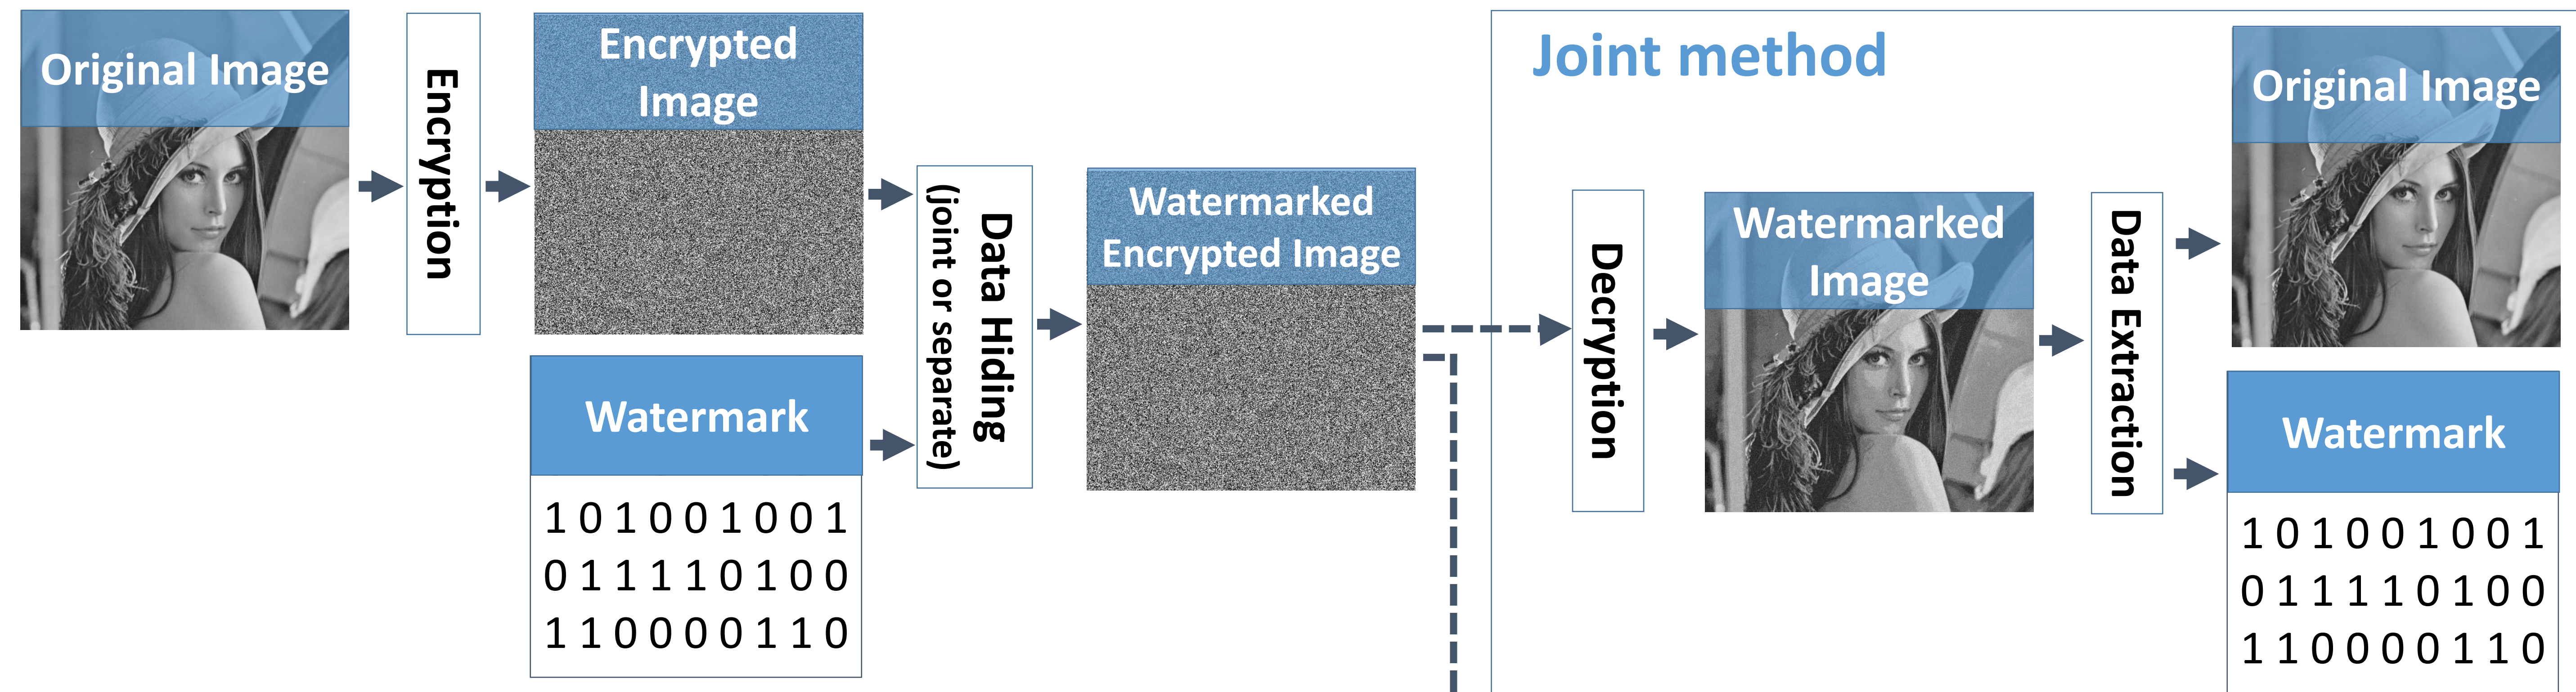 Original Image
Encryption
Encrypted
Image
Watermark
1 0 1 0 0 1 0 0 1
0 1 1 1 1 0 1 0 0
1 1 0 0 0 0 1 1 0
Data Hiding
(joint or separate)
Watermarked
Encrypted Image
Joint method
Decryption
Watermarked
Image
Data Extraction
Original Image
Watermark
1 0 1 0 0 1 0 0 1
0 1 1 1 1 0 1 0 0
1 1 0 0 0 0 1 1 0